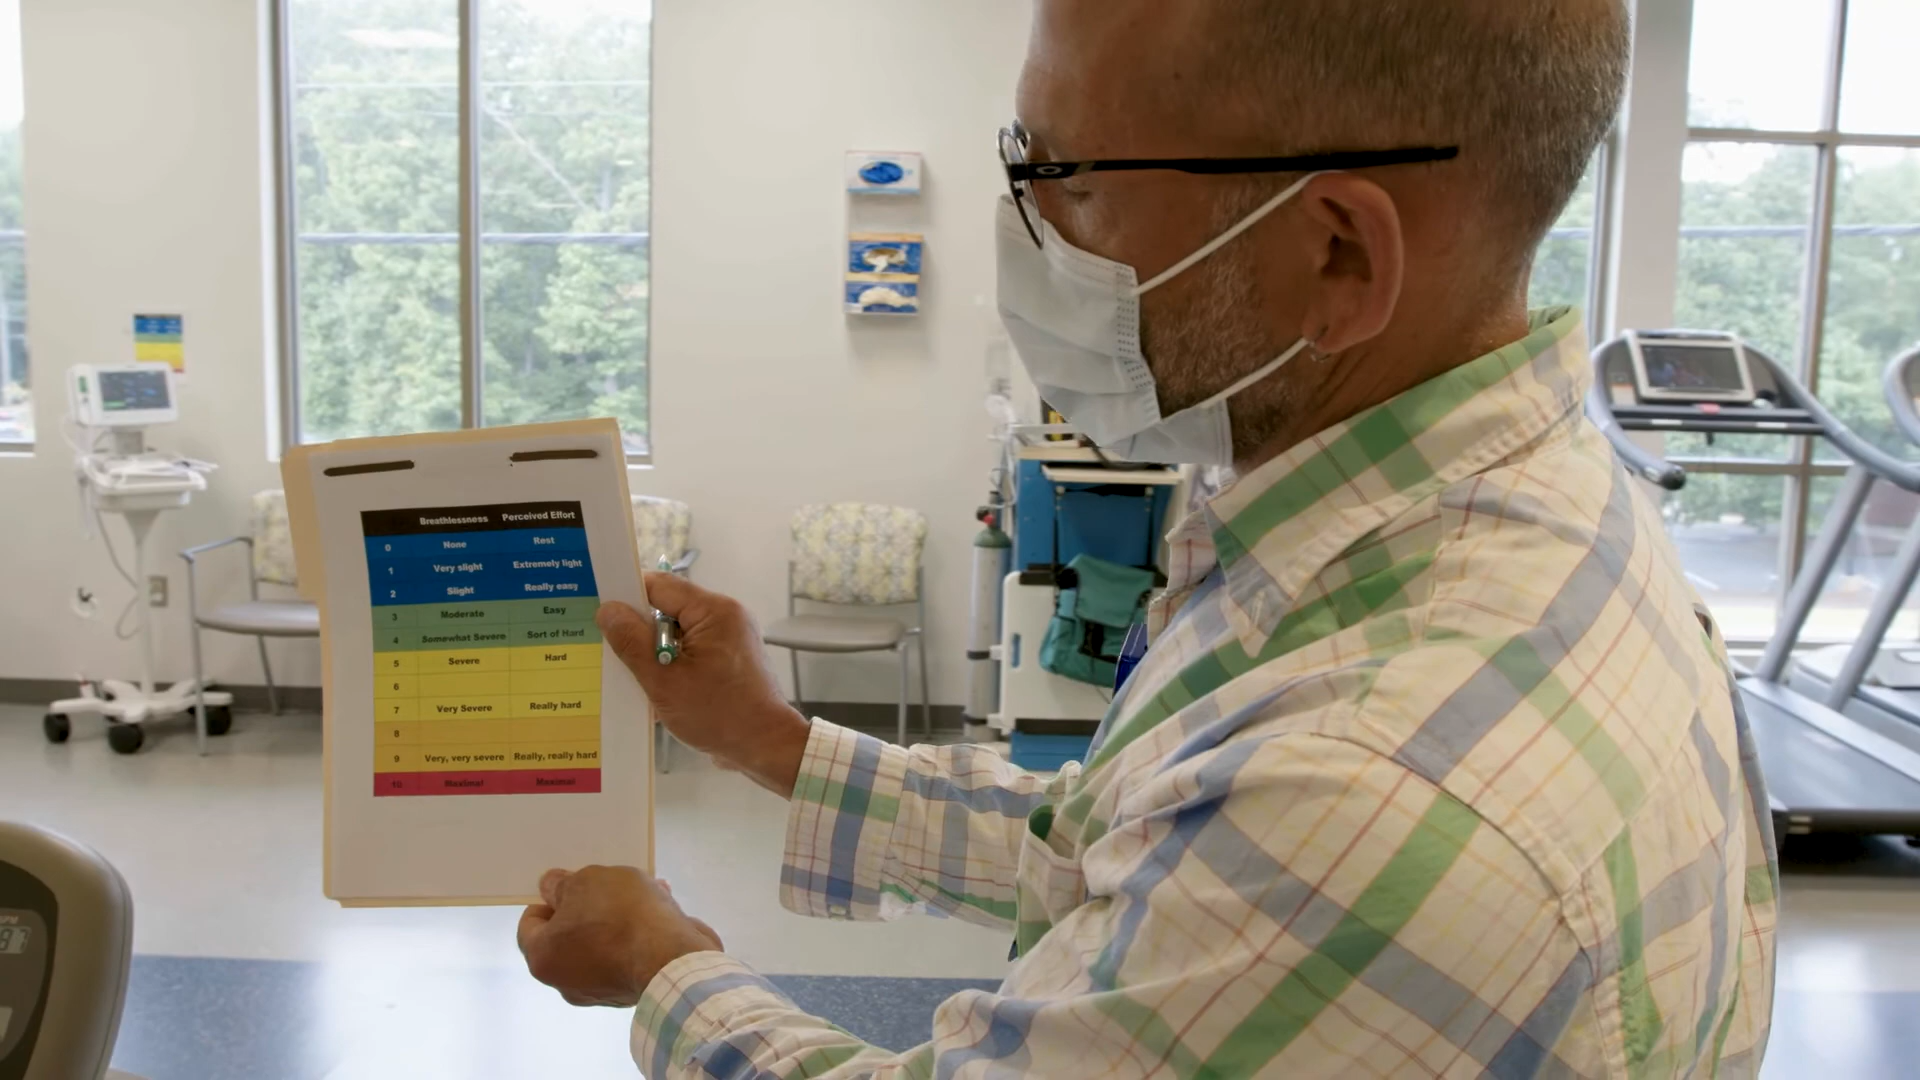 Breathlessness Perceived Effort
0 None Rest
1 Very slight Extremely light
2 Slight Really easy
3 Moderate Easy
4 Somewhat Severe Sort of Hard
5 Severe Hard
6
7 Very Severe Really hard
8
9 Very, very severe Really, really hard
10 Maximal Maximal
87